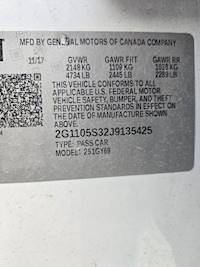 MFD BY GENERAL MOTORS OF CANADA COMPANY
11/17 GVWR GAWR FRT GAWR RR
2148 KG 1109 KG 1038 KG
4734 LB 2445 LB 2289 LB
THIS VEHICLE CONFORMS TO ALL APPLICABLE
U.S. FEDERAL MOTOR
VEHICLE SAFETY, BUMPER, AND THEFT
PREVENTION STANDARDS IN EFFECT ON THE
DATE OF MANUFACTURE SHOWN ABOVE.
2G1105S32J9135425
TYPE: PASS CAR
MODEL: 251GY69